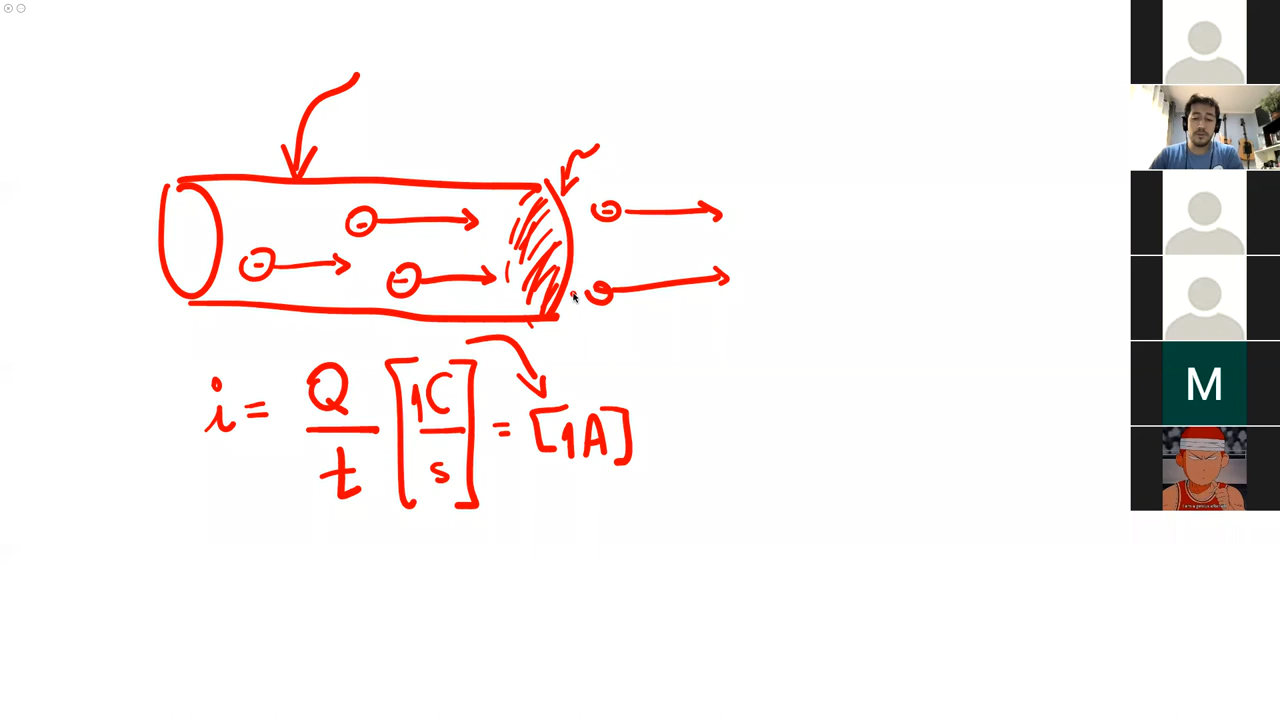 i = Q/t [1C/s] = [1A]
M